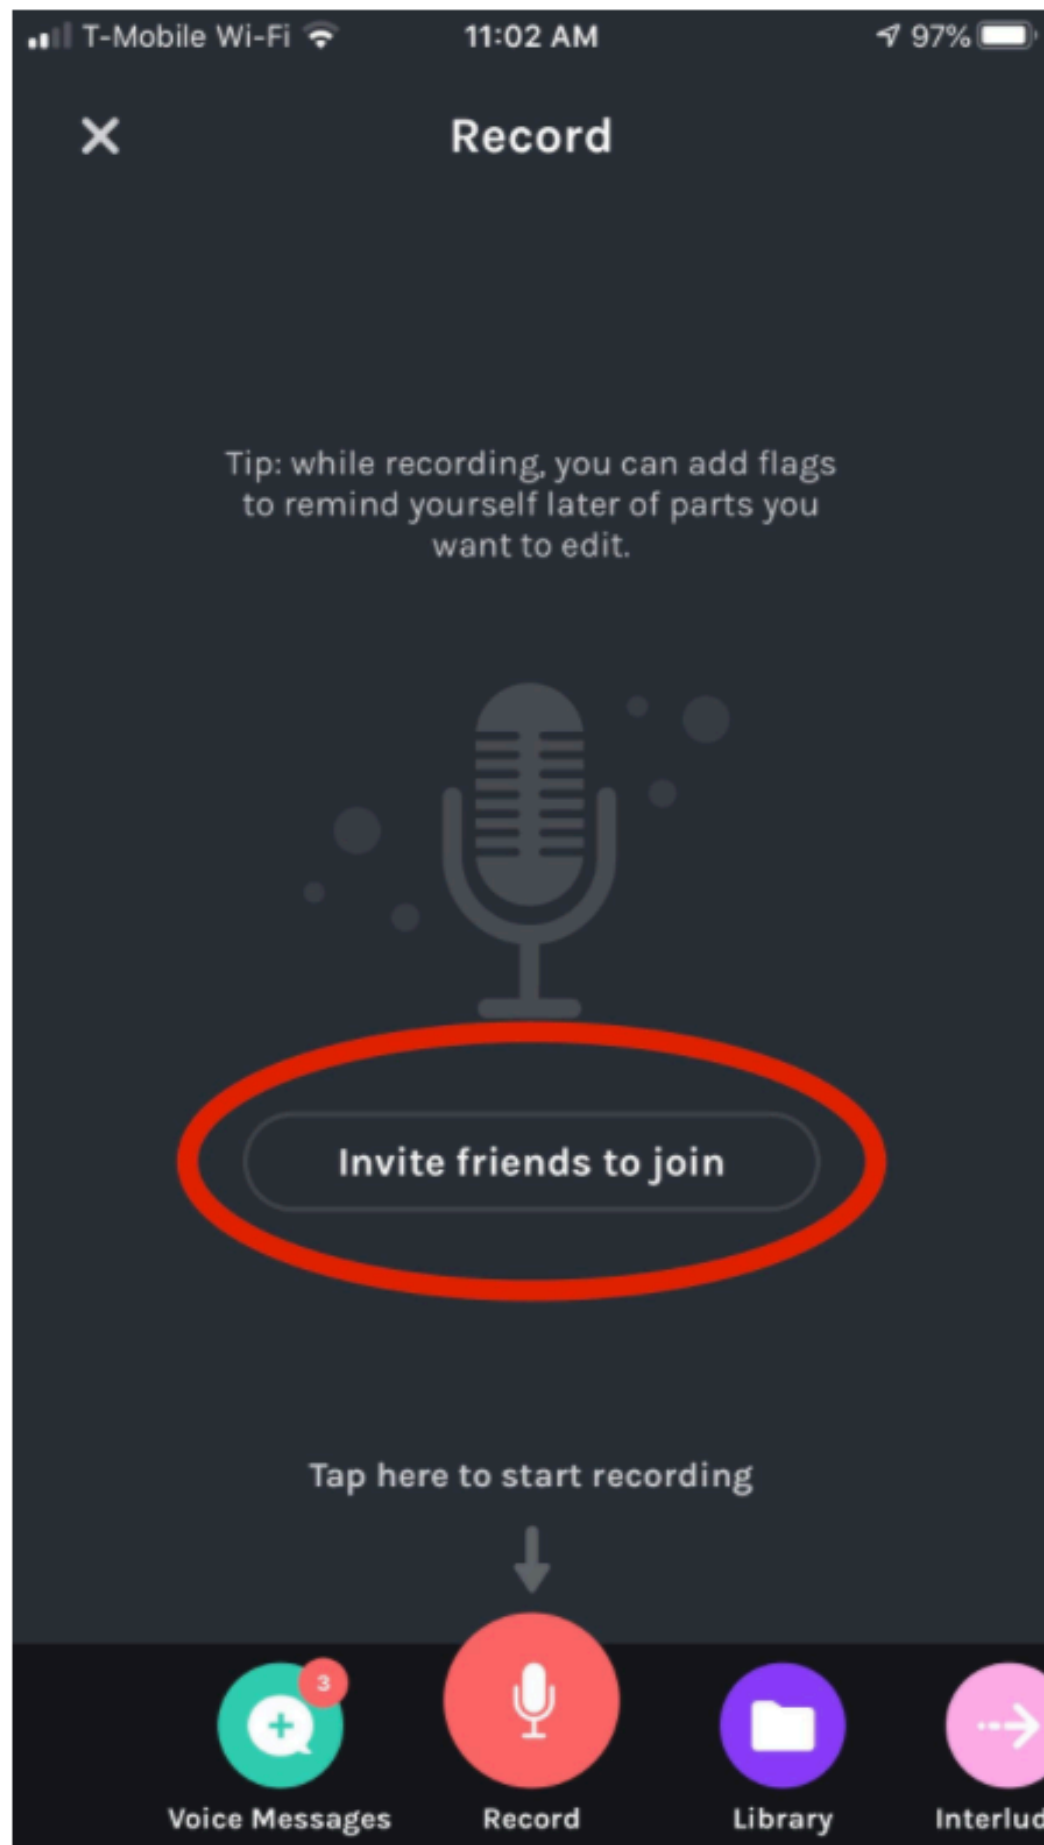 T-Mobile Wi-Fi 11:02 AM 97%
Record
Tip: while recording, you can add flags
to remind yourself later of parts you
want to edit.
Invite friends to join
Tap here to start recording
3
Voice Messages Record Library Interlud